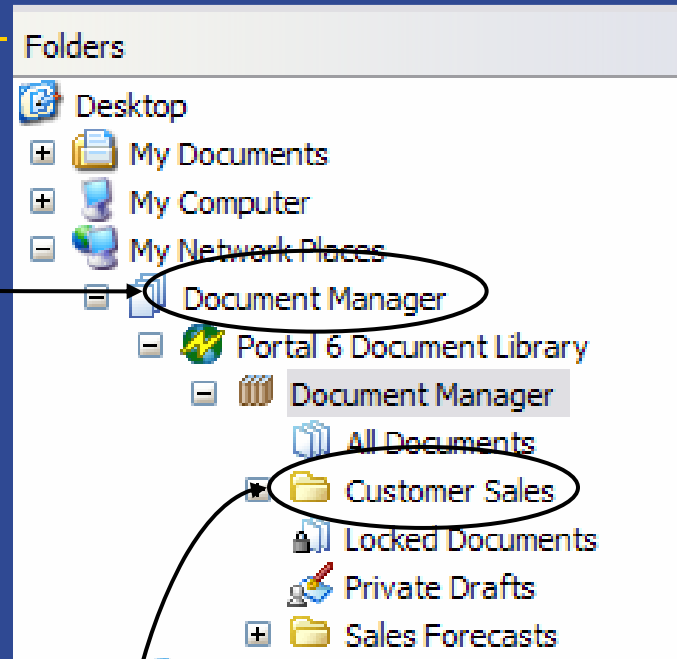 Folders
Desktop
My Documents
My Computer
My Network Places
Document Manager
Portal 6 Document Library
Document Manager
All Documents
Customer Sales
Locked Documents
Private Drafts
Sales Forecasts